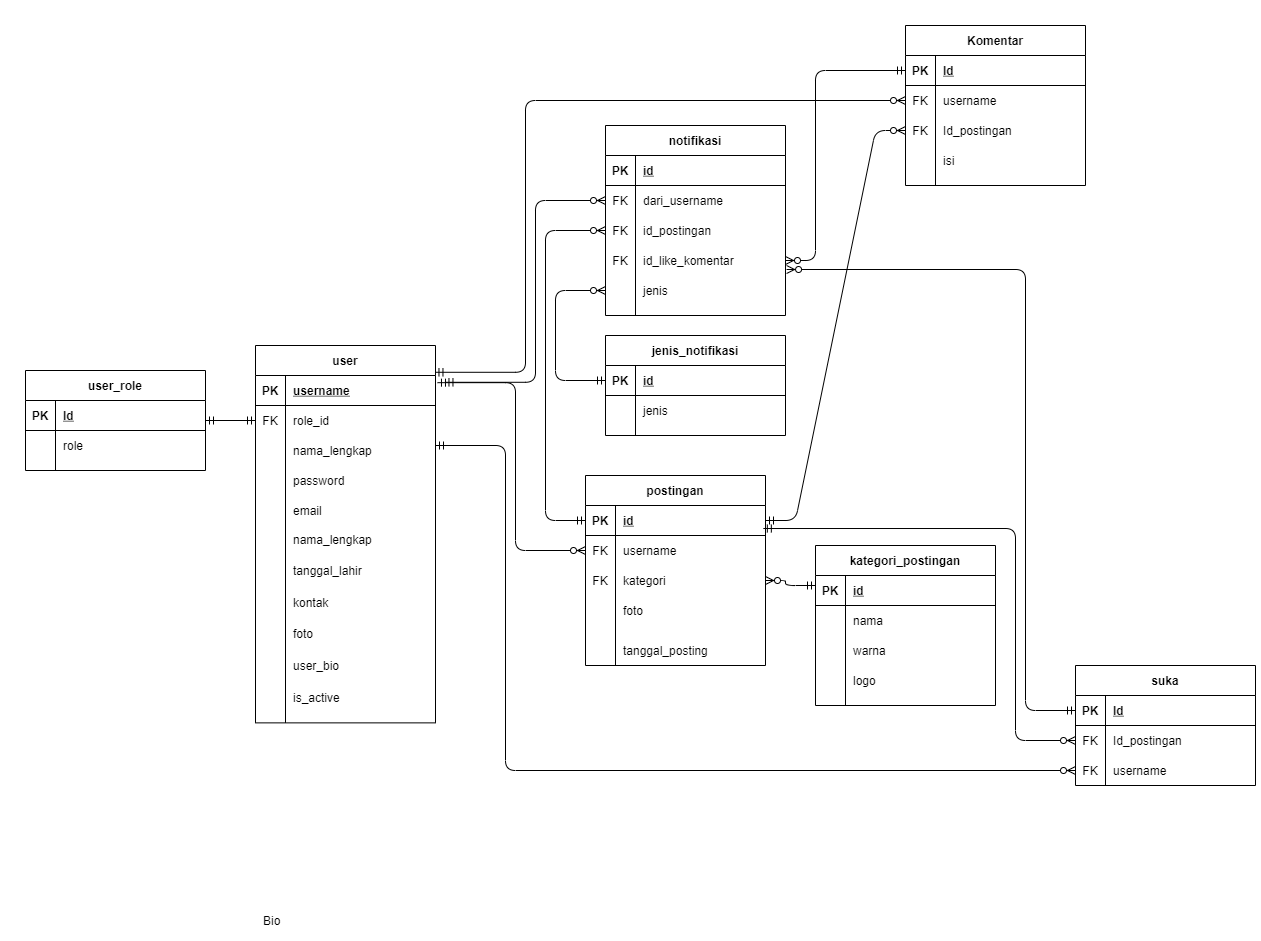 Komentar
PK Id
FK username
FK Id_postingan
isi
notifikasi
PK id
FK dari_username
FK id_postingan
FK id_like_komentar
jenis
jenis_notifikasi
PK id
jenis
user_role
PK Id
role
user
PK username
FK role_id
nama_lengkap
password
email
nama_lengkap
tanggal_lahir
kontak
foto
user_bio
is_active
postingan
PK id
FK username
FK kategori
foto
tanggal_posting
kategori_postingan
PK id
nama
warna
logo
suka
PK Id
FK Id_postingan
FK username
Bio